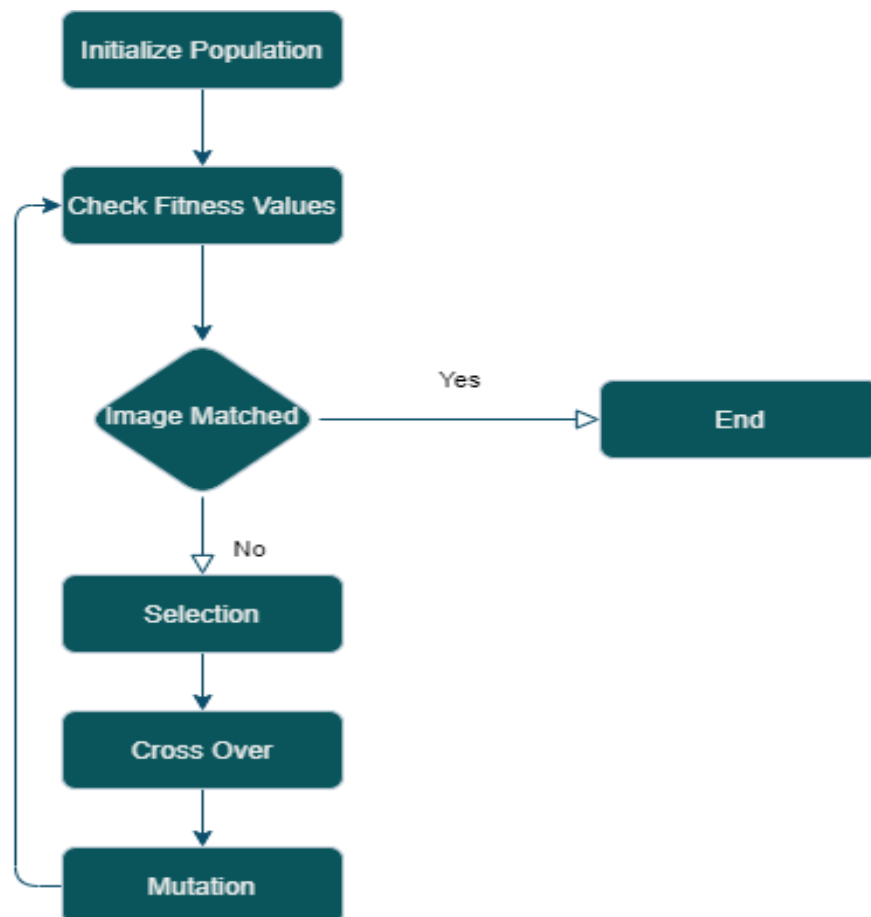 Initialize Population
Check Fitness Values
Image Matched
Yes
End
No
Selection
Cross Over
Mutation